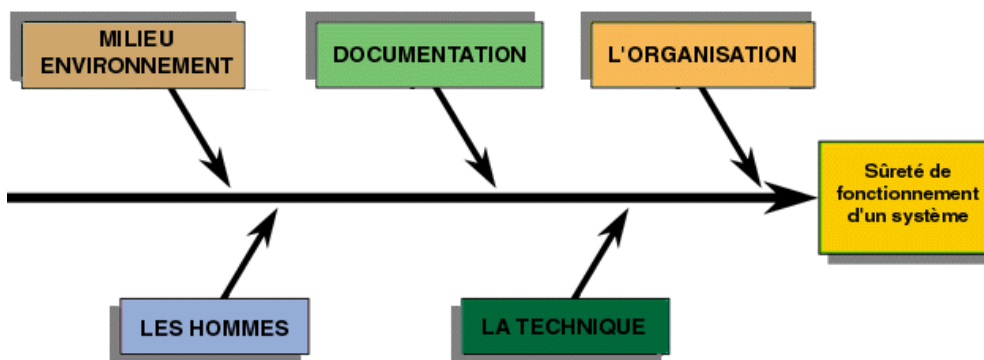 MILIEU
ENVIRONNEMENT
DOCUMENTATION
L'ORGANISATION
Sûreté de
fonctionnement
d'un système
LES HOMMES
LA TECHNIQUE